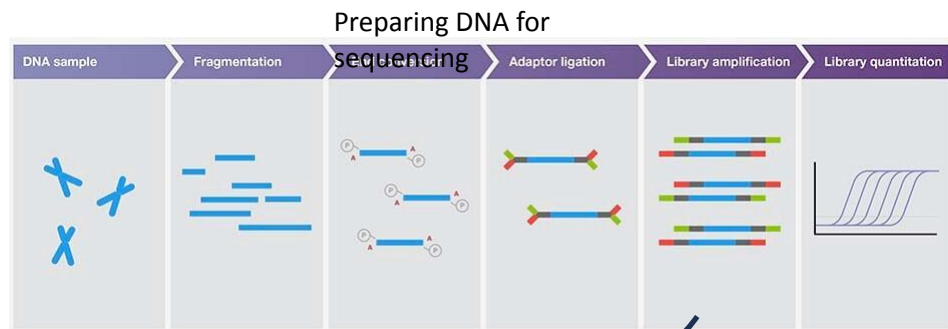 Preparing DNA for
sequencing
DNA sample
Fragmentation
Adaptor ligation
Library amplification
Library quantitation
P
A
A
P
P
A
A
P
P
A
A
P